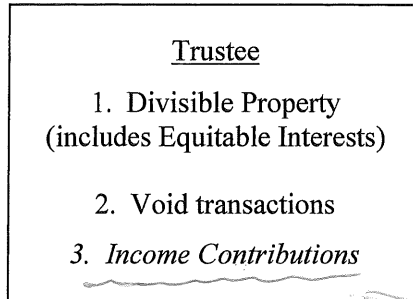 Trustee
1. Divisible Property
(includes Equitable Interests)
2. Void transactions
3. Income Contributions